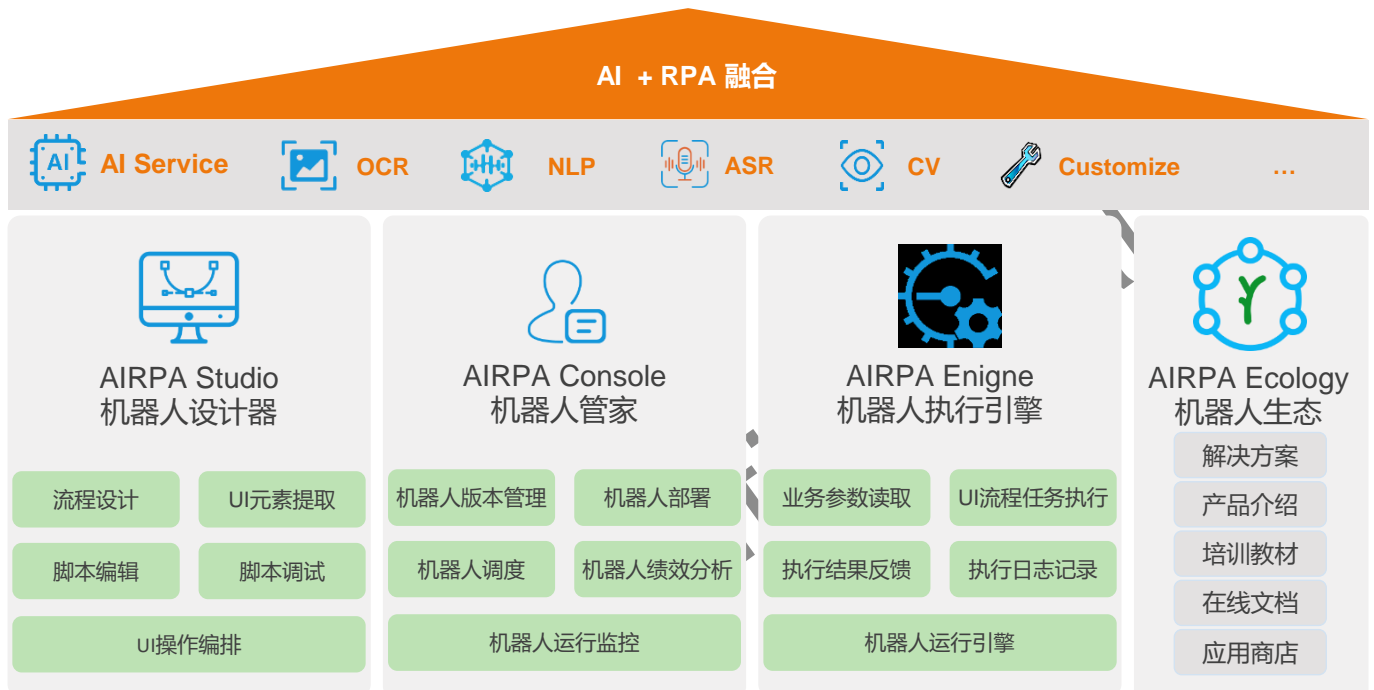 AI + RPA 融合
AI
AI Service
OCR
NLP
ASR
CV
Customize
...
AIRPA Studio
机器人设计器
流程设计
UI元素提取
脚本编辑
脚本调试
UI操作编排
AIRPA Console
机器人管家
机器人版本管理
机器人部署
机器人调度
机器人绩效分析
机器人运行监控
AIRPA Enigne
机器人执行引擎
业务参数读取
UI流程任务执行
执行结果反馈
执行日志记录
机器人运行引擎
AIRPA Ecology
机器人生态
解决方案
产品介绍
培训教材
在线文档
应用商店